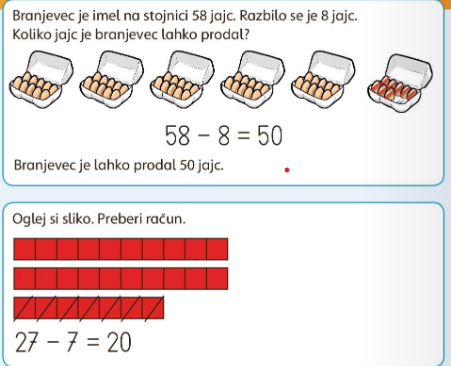 Branjevec je imel na stojnici 58 jajc. Razbilo se je 8 jajc.
Koliko jajc je branjevec lahko prodal?
58 – 8 = 50
Branjevec je lahko prodal 50 jajc.
Oglej si sliko. Preberi račun.
27 – 7 = 20